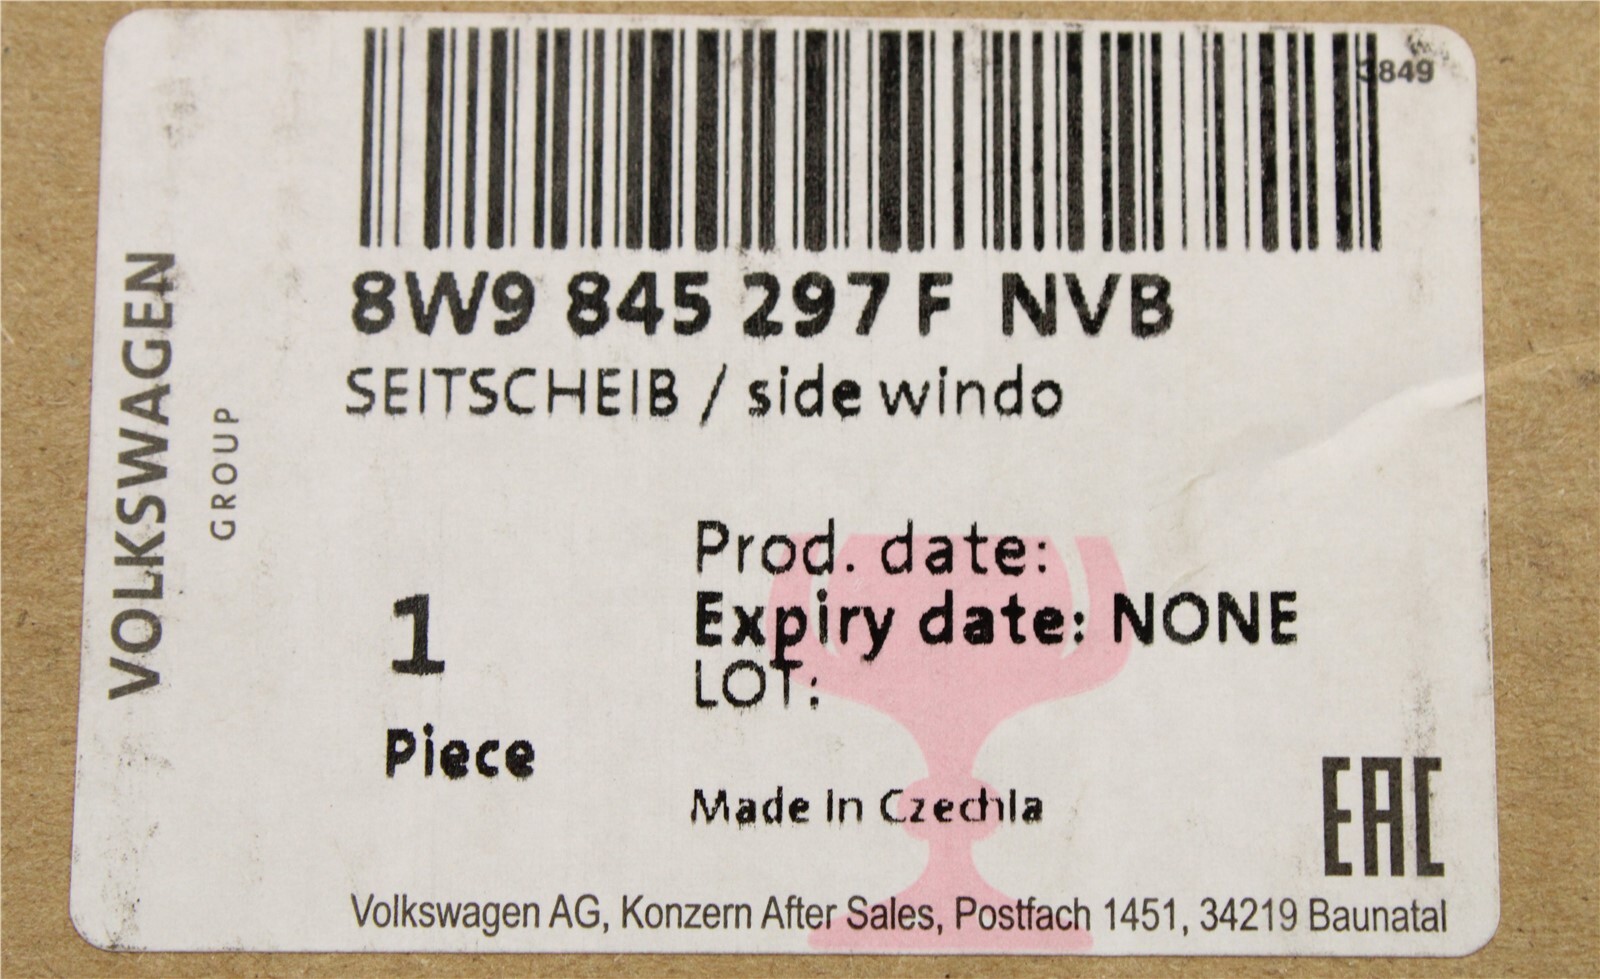 3849
8W9 845 297 F NVB
SEITSCHEIB / side windo
VOLKSWAGEN
GROUP
Prod. date:
Expiry date: NONE
LOT:
1
Piece
Made In Czechia
EAC
Volkswagen AG, Konzern After Sales, Postfach 1451, 34219 Baunatal